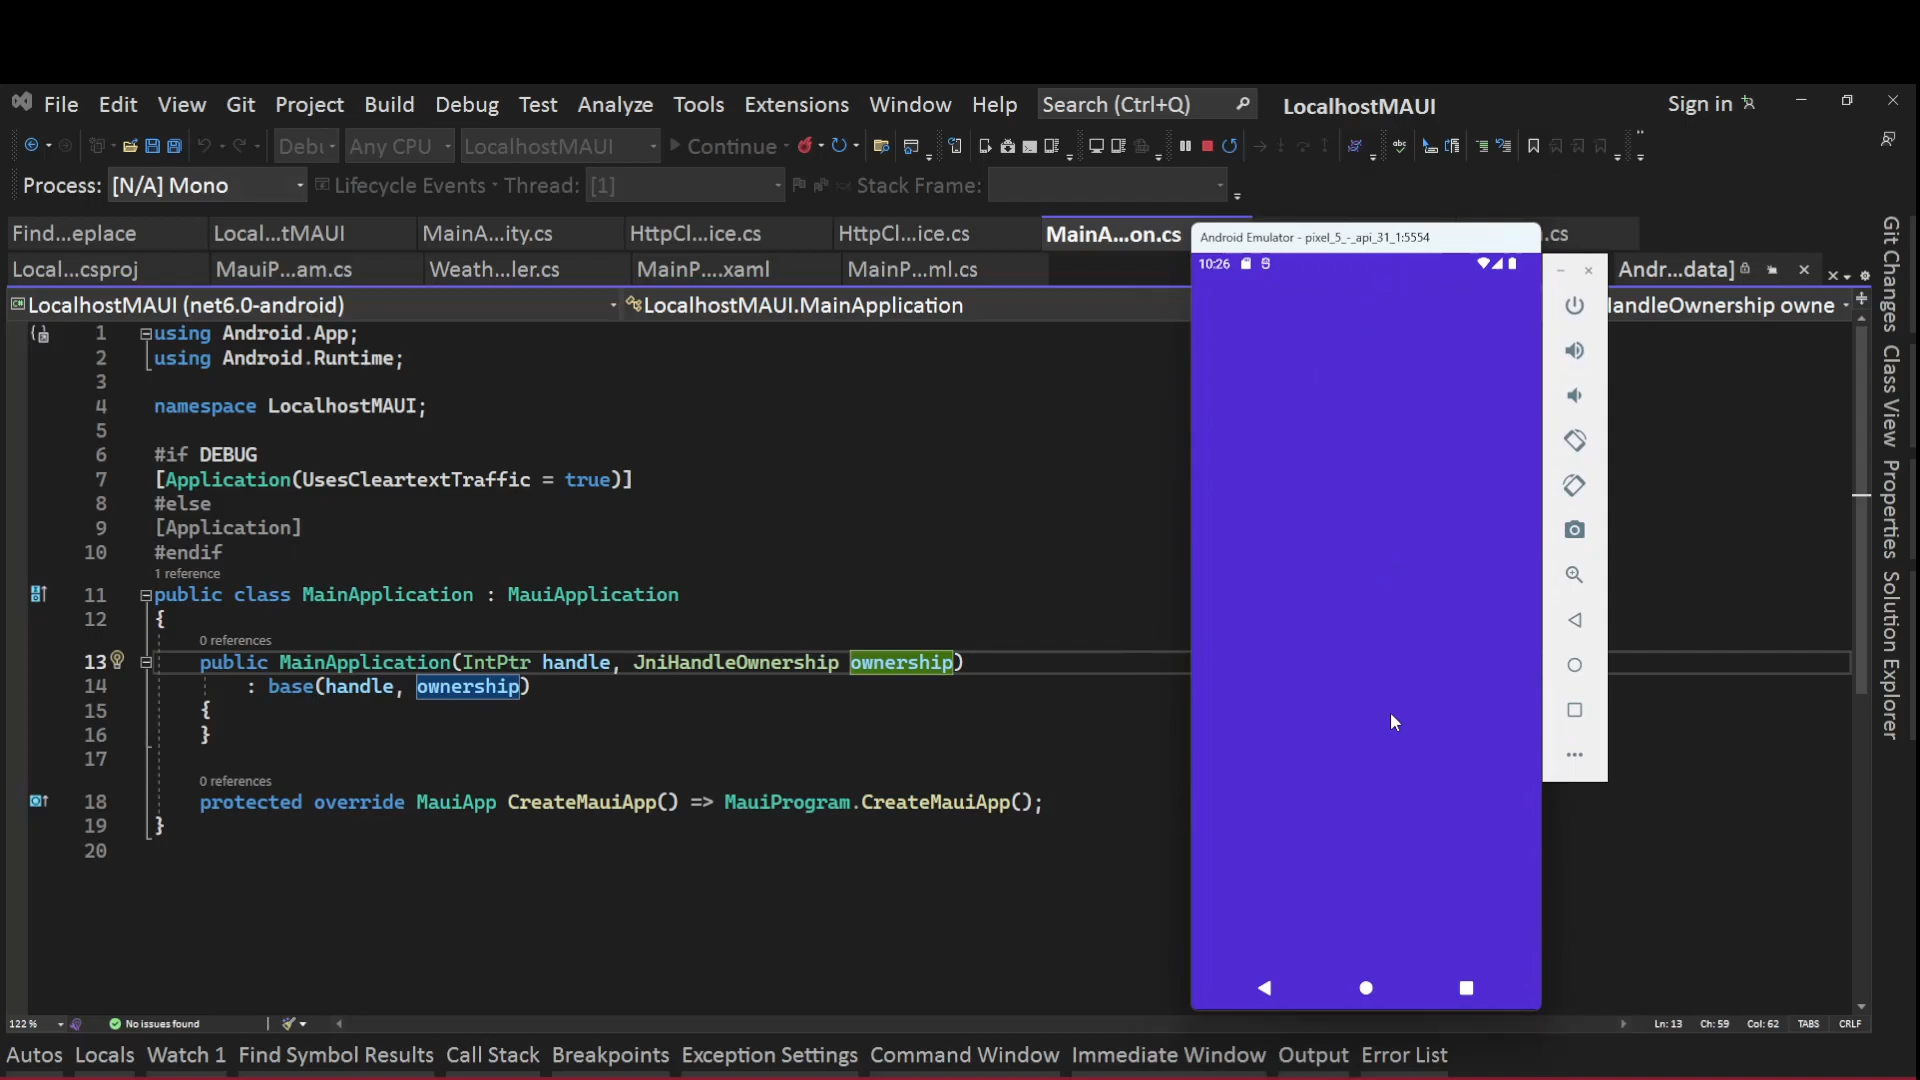 File Edit View Git Project Build Debug Test Analyze Tools Extensions Window Help Search (Ctrl+Q) LocalhostMAUI Sign in
Any CPU LocalhostMAUI Continue
Process: [N/A] Mono Lifecycle Events Thread: [1] Stack Frame:
Find...eplace Local...tMAUI MainA...ity.cs HttpCl...ice.cs HttpCl...ice.cs MainA...on.cs .cs
Local...csproj MauiP...am.cs Weath...ler.cs MainP....xaml MainP...ml.cs Andr...data]
LocalhostMAUI (net6.0-android) LocalhostMAUI.MainApplication andleOwnership owne
1 using Android.App;
2 using Android.Runtime;
3
4 namespace LocalhostMAUI;
5
6 #if DEBUG
7 [Application(UsesCleartextTraffic = true)]
8 #else
9 [Application]
10 #endif
1 reference
11 public class MainApplication : MauiApplication
12 {
0 references
13 public MainApplication(IntPtr handle, JniHandleOwnership ownership)
14 : base(handle, ownership)
15 {
16 }
17
0 references
18 protected override MauiApp CreateMauiApp() => MauiProgram.CreateMauiApp();
19 }
20
Android Emulator - pixel_5_-_api_31_1:5554
10:26
Git Changes
Class View
Properties
Solution Explorer
122 % No issues found Ln: 13 Ch: 59 Col: 62 TABS CRLF
Autos Locals Watch 1 Find Symbol Results Call Stack Breakpoints Exception Settings Command Window Immediate Window Output Error List